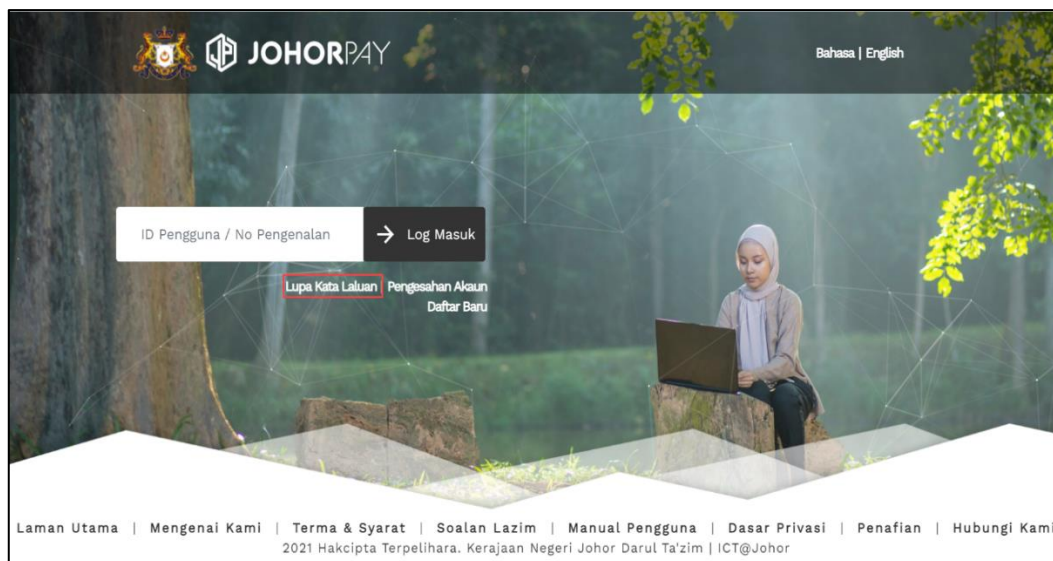 JOHORPAY
Bahasa | English
ID Pengguna / No Pengenalan
→ Log Masuk
Lupa Kata Laluan Pengesahan Akaun
Daftar Baru
Laman Utama | Mengenai Kami | Terma & Syarat | Soalan Lazim | Manual Pengguna | Dasar Privasi | Penafian | Hubungi Kami
2021 Hakcipta Terpelihara. Kerajaan Negeri Johor Darul Ta'zim | ICT@Johor